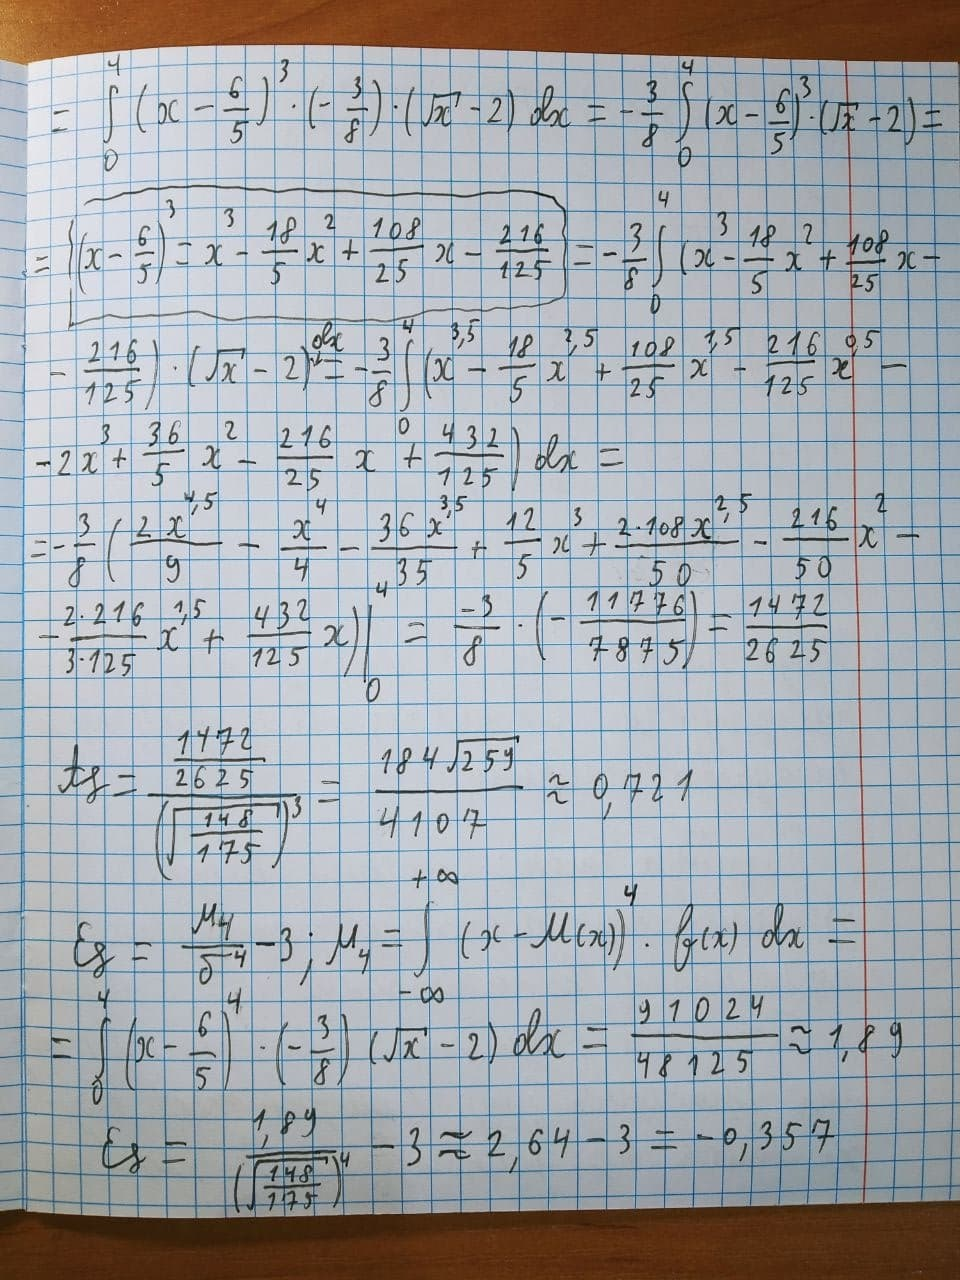 = ∫₀⁴ (x - 6/5)³ · (- 3/8) · (√x - 2) dx = - 3/8 ∫₀⁴ (x - 6/5)³ · (√x - 2) =
= {(x - 6/5)³ = x³ - 18/5 x² + 108/25 x - 216/125} = - 3/8 ∫₀⁴ (x³ - 18/5 x² + 108/25 x -
- 216/125) · (√x - 2) dx = - 3/8 ∫₀⁴ (x^3,5 - 18/5 x^2,5 + 108/25 x^1,5 - 216/125 x^0,5 -
- 2x³ + 36/5 x² - 216/25 x + 432/125) dx =
= - 3/8 (2x^4,5/9 - x⁴/4 - 36x^3,5/35 + 12/5 x³ + 2·108x^2,5/50 - 216/50 x² -
- 2·216/3·125 x^1,5 + 432/125 x)|₀⁴ = -3/8 · (- 11776/7875) = 1472/2625
As = (1472/2625)/(√(148/175))³ = 184√259/4107 ≈ 0,721
Es = μ₄/σ⁴ - 3; μ₄ = ∫_{-∞}^{+∞} (x - M(x))⁴ · f(x) dx =
= ∫₀⁴ (x - 6/5)⁴ · (- 3/8) (√x - 2) dx = 91024/48125 ≈ 1,89
Es = 1,89/(√(148/175))⁴ - 3 ≈ 2,64 - 3 = -0,357